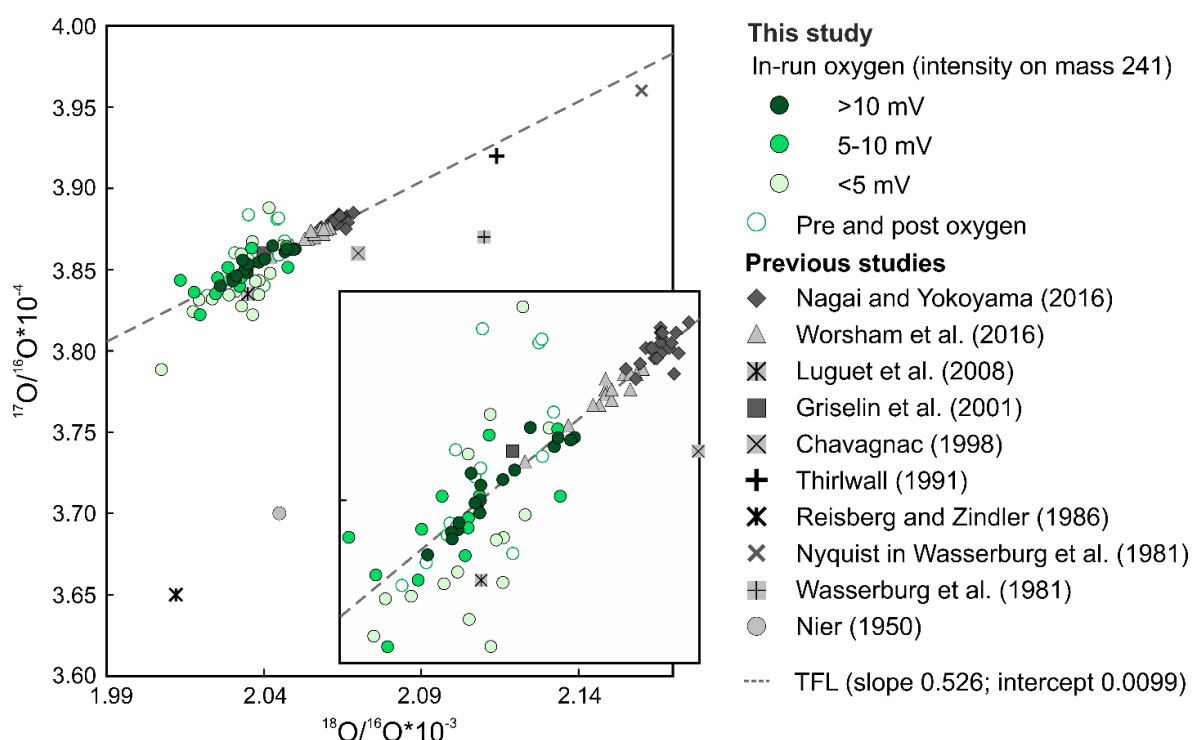 4.00
3.95
3.90
3.85
3.80
3.75
3.70
3.65
3.60
¹⁷O/¹⁶O*10⁻⁴
1.99
2.04
2.09
2.14
¹⁸O/¹⁶O*10⁻³
This study
In-run oxygen (intensity on mass 241)
>10 mV
5-10 mV
<5 mV
Pre and post oxygen
Previous studies
Nagai and Yokoyama (2016)
Worsham et al. (2016)
Luguet et al. (2008)
Griselin et al. (2001)
Chavagnac (1998)
Thirlwall (1991)
Reisberg and Zindler (1986)
Nyquist in Wasserburg et al. (1981)
Wasserburg et al. (1981)
Nier (1950)
TFL (slope 0.526; intercept 0.0099)